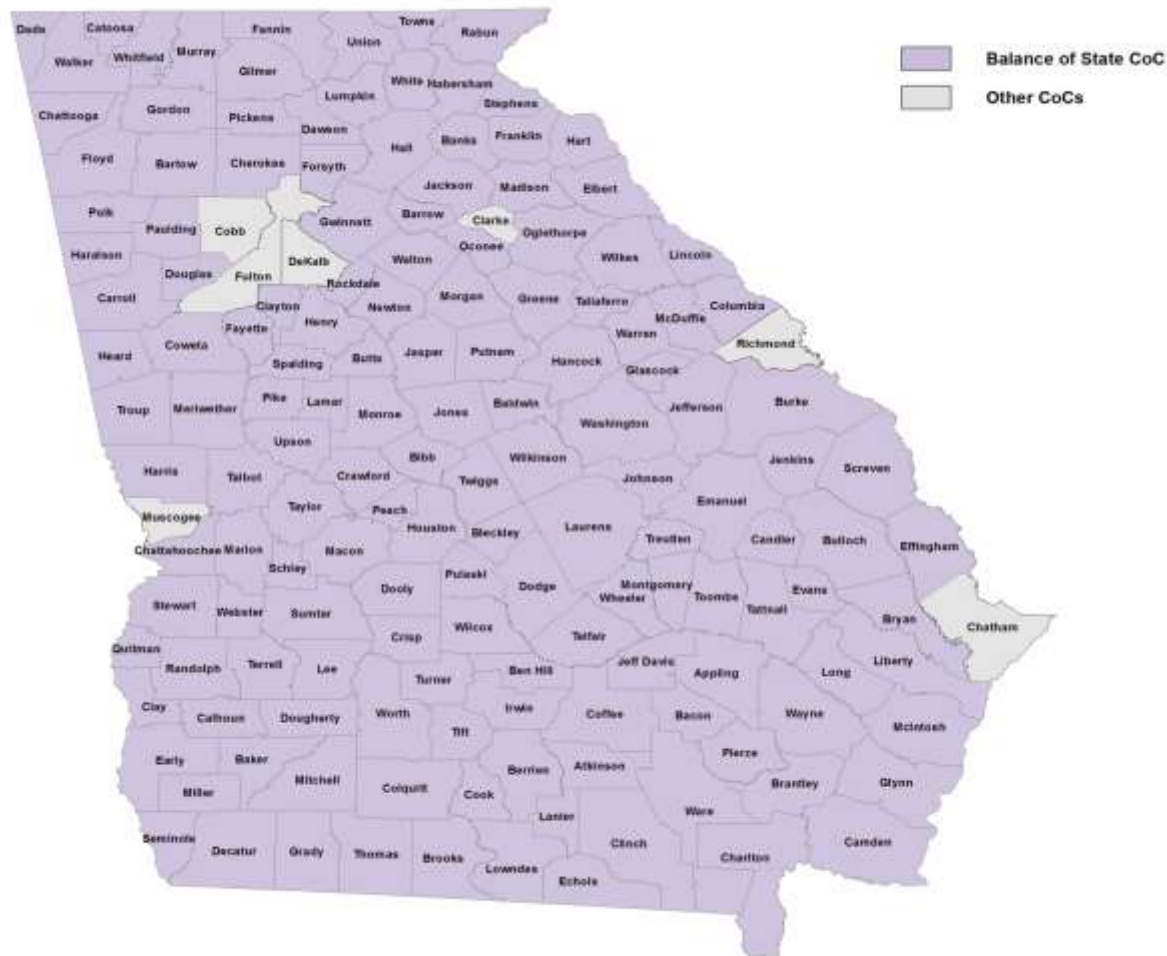 Balance of State CoC
Other CoCs
Dade
Catoosa
Fannin
Towns
Union
Rabun
Walker
Whitfield
Murray
Gilmer
White
Habersham
Lumpkin
Stephens
Chattooga
Gordon
Pickens
Dawson
Banks
Franklin
Hart
Hall
Floyd
Bartow
Cherokee
Forsyth
Jackson
Madison
Elbert
Polk
Paulding
Cobb
Gwinnett
Barrow
Clarke
Oglethorpe
Oconee
Haralson
Douglas
Fulton
DeKalb
Walton
Wilkes
Lincoln
Rockdale
Carroll
Clayton
Newton
Morgan
Greene
Taliaferro
McDuffie
Columbia
Fayette
Henry
Warren
Richmond
Heard
Coweta
Spalding
Butts
Jasper
Putnam
Hancock
Glascock
Troup
Meriwether
Pike
Lamar
Monroe
Jones
Baldwin
Jefferson
Burke
Washington
Upson
Harris
Talbot
Crawford
Bibb
Wilkinson
Jenkins
Screven
Twiggs
Johnson
Muscogee
Taylor
Peach
Houston
Bleckley
Laurens
Emanuel
Chattahoochee
Marion
Macon
Treutlen
Candler
Bulloch
Effingham
Schley
Dooly
Pulaski
Dodge
Montgomery
Wheeler
Toombs
Tattnall
Evans
Stewart
Webster
Sumter
Crisp
Wilcox
Telfair
Bryan
Chatham
Quitman
Randolph
Terrell
Lee
Turner
Ben Hill
Jeff Davis
Appling
Long
Liberty
Clay
Calhoun
Dougherty
Worth
Tift
Irwin
Coffee
Bacon
Wayne
McIntosh
Early
Baker
Mitchell
Berrien
Atkinson
Pierce
Miller
Colquitt
Cook
Brantley
Glynn
Lanier
Ware
Seminole
Decatur
Grady
Thomas
Brooks
Lowndes
Clinch
Charlton
Camden
Echols